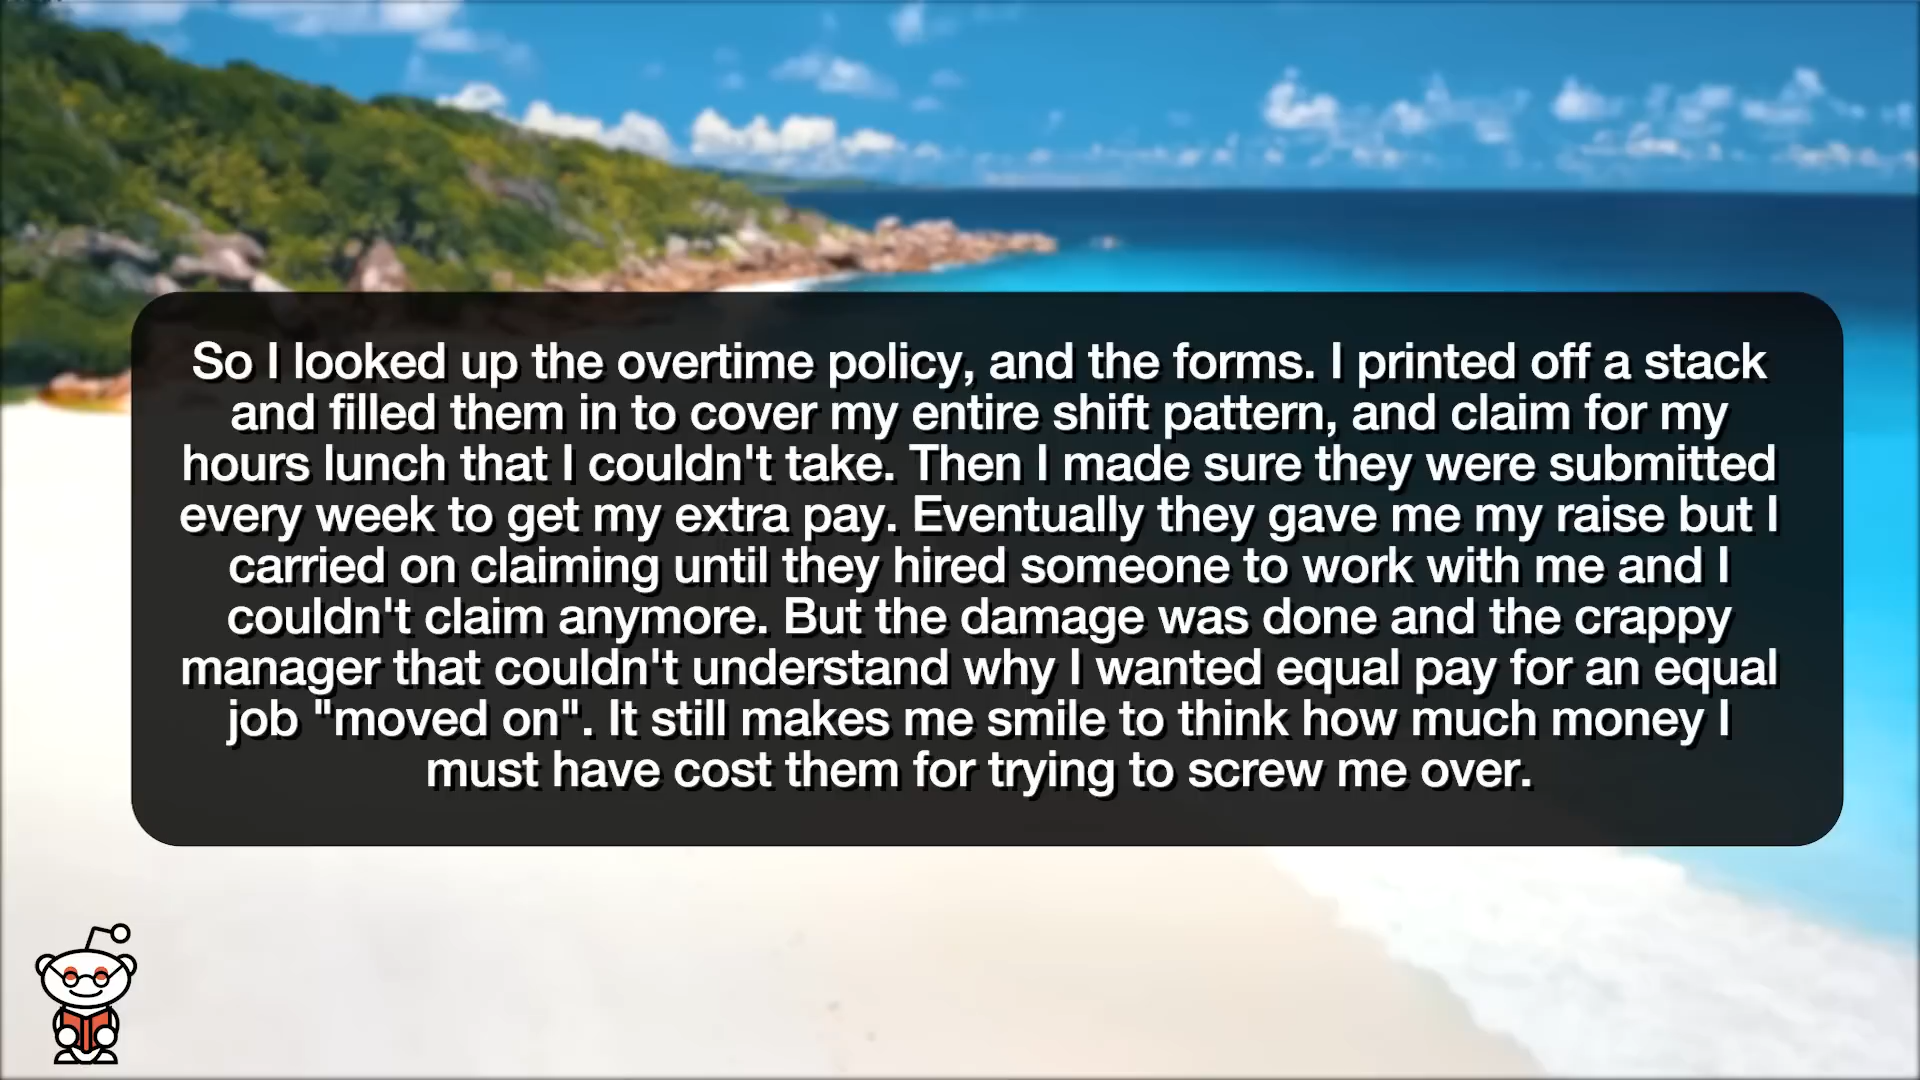 So I looked up the overtime policy, and the forms. I printed off a stack
and filled them in to cover my entire shift pattern, and claim for my
hours lunch that I couldn't take. Then I made sure they were submitted
every week to get my extra pay. Eventually they gave me my raise but I
carried on claiming until they hired someone to work with me and I
couldn't claim anymore. But the damage was done and the crappy
manager that couldn't understand why I wanted equal pay for an equal
job "moved on". It still makes me smile to think how much money I
must have cost them for trying to screw me over.